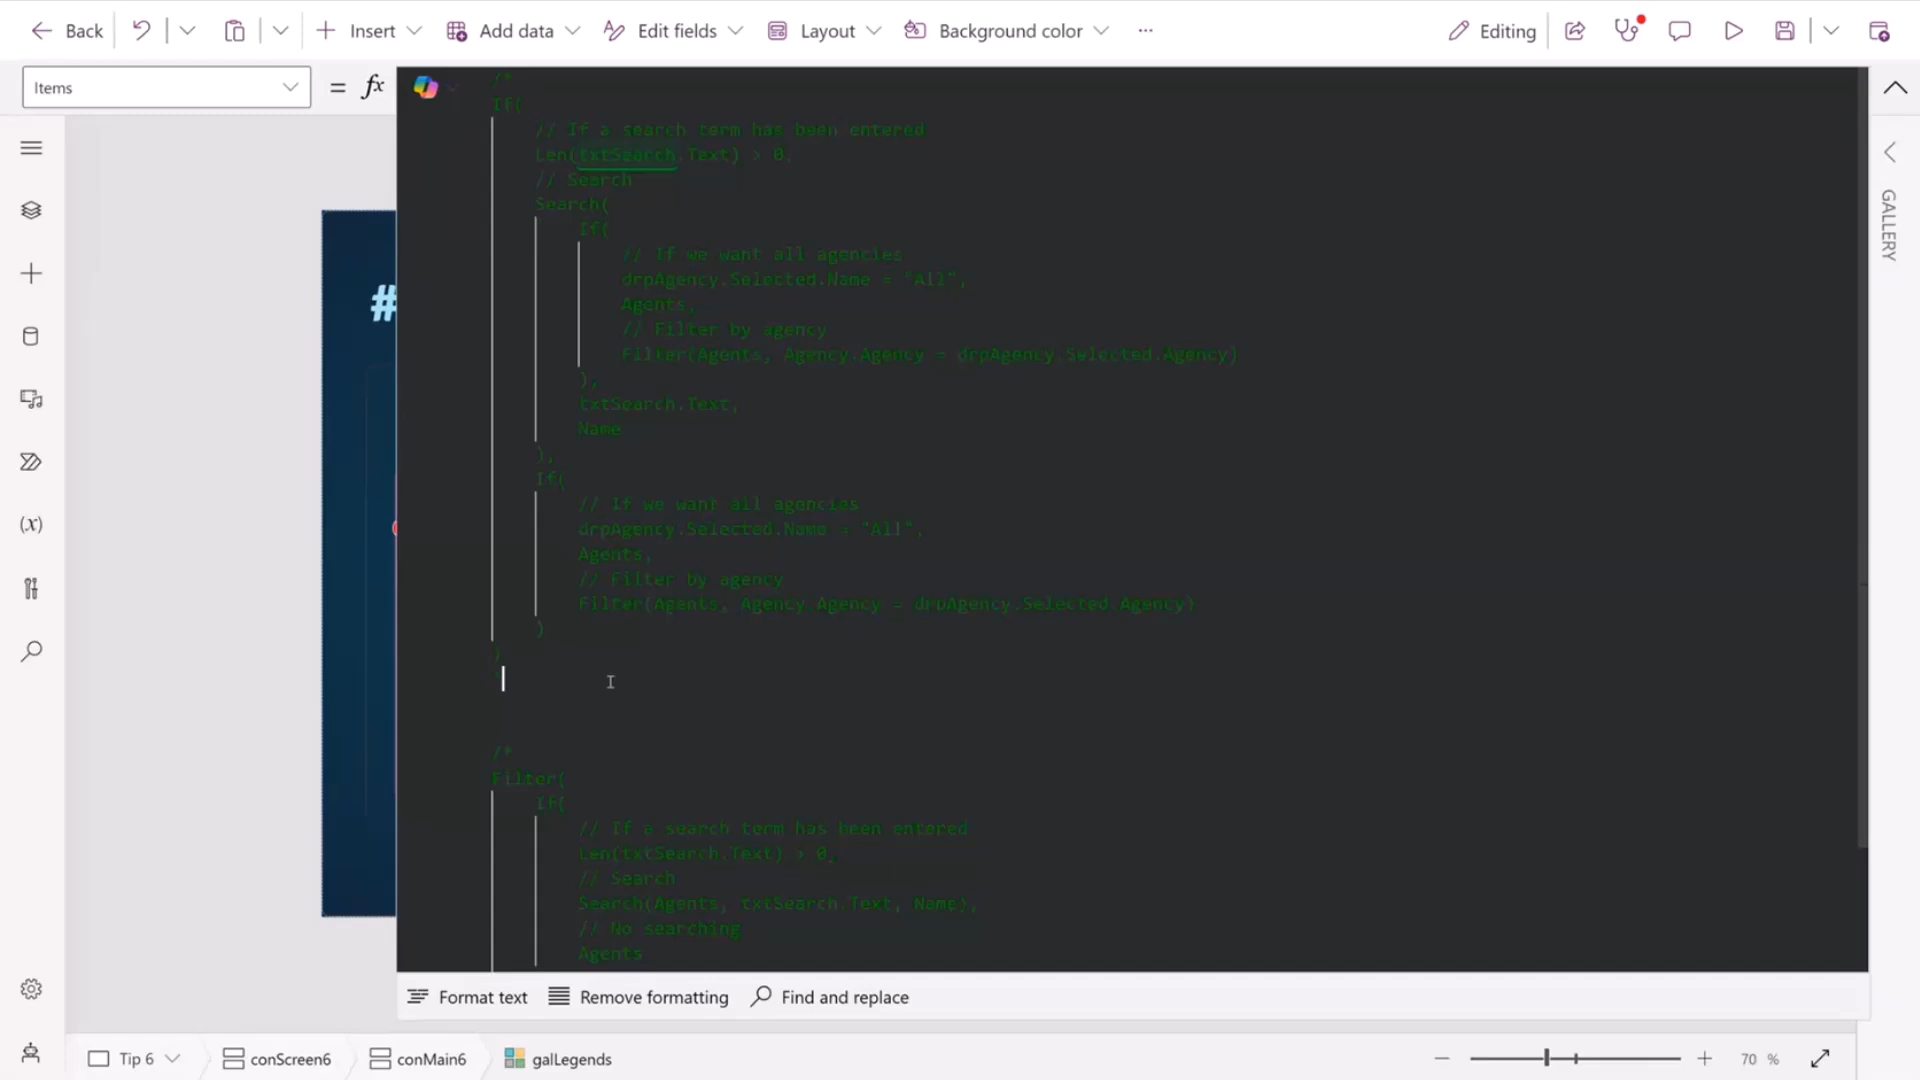 Back
Insert
Add data
Edit fields
Layout
Background color
...
Editing
Items
= fx
/*
If(
// If a search term has been entered
Len(txtSearch.Text) > 0,
// Search
Search(
If(
// If we want all agencies
drpAgency.Selected.Name = "All",
Agents,
// Filter by agency
Filter(Agents, Agency.Agency = drpAgency.Selected.Agency)
),
txtSearch.Text,
Name
),
If(
// If we want all agencies
drpAgency.Selected.Name = "All",
Agents,
// Filter by agency
Filter(Agents, Agency.Agency = drpAgency.Selected.Agency)
)
)
/*
Filter(
If(
// If a search term has been entered
Len(txtSearch.Text) > 0,
// Search
Search(Agents, txtSearch.Text, Name),
// No searching
Agents
#
GALLERY
(x)
Format text
Remove formatting
Find and replace
Tip 6
conScreen6
conMain6
galLegends
70 %